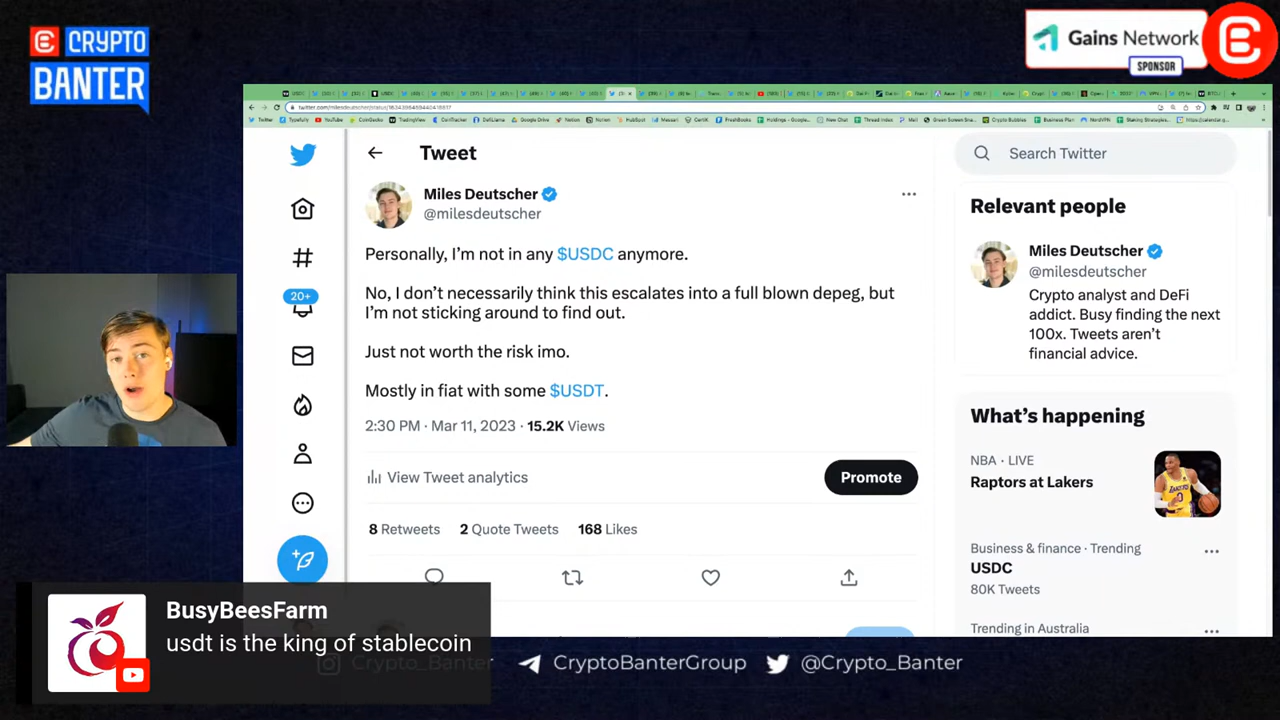 CRYPTO
BANTER
Gains Network
SPONSOR
Tweet
Search Twitter
Miles Deutscher
@milesdeutscher
Personally, I'm not in any $USDC anymore.
No, I don't necessarily think this escalates into a full blown depeg, but
I'm not sticking around to find out.
Just not worth the risk imo.
Mostly in fiat with some $USDT.
2:30 PM · Mar 11, 2023 · 15.2K Views
View Tweet analytics
Promote
8 Retweets 2 Quote Tweets 168 Likes
20+
Relevant people
Miles Deutscher
@milesdeutscher
Crypto analyst and DeFi
addict. Busy finding the next
100x. Tweets aren't
financial advice.
What's happening
NBA · LIVE
Raptors at Lakers
Business & finance · Trending
USDC
80K Tweets
Trending in Australia
BusyBeesFarm
usdt is the king of stablecoin
Crypto_Banter
CryptoBanterGroup
@Crypto_Banter